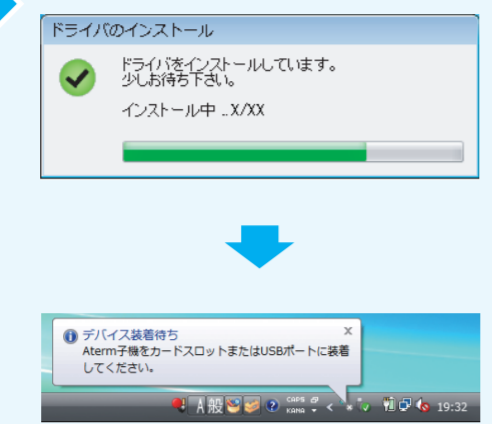 ドライバのインストール
ドライバをインストールしています。
少しお待ち下さい。
インストール中 ...X/XX
デバイス装着待ち
Aterm子機をカードスロットまたはUSBポートに装着
してください。
A 般
CAPS
KANA
19:32